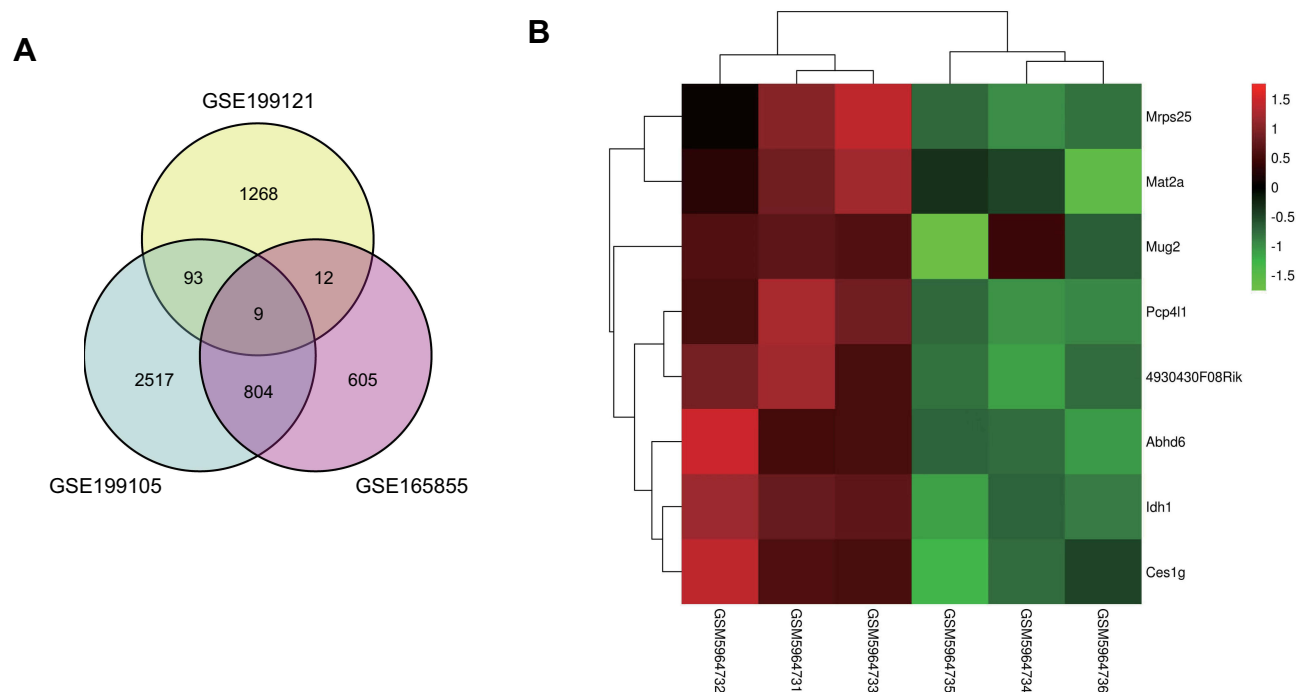 A
GSE199121
1268
93
12
9
2517
804
605
GSE199105
GSE165855
B
Mrps25
Mat2a
Mug2
Pcp4l1
4930430F08Rik
Abhd6
Idh1
Ces1g
1.5
1
0.5
0
-0.5
-1
-1.5
GSM5964732
GSM5964731
GSM5964733
GSM5964735
GSM5964734
GSM5964736